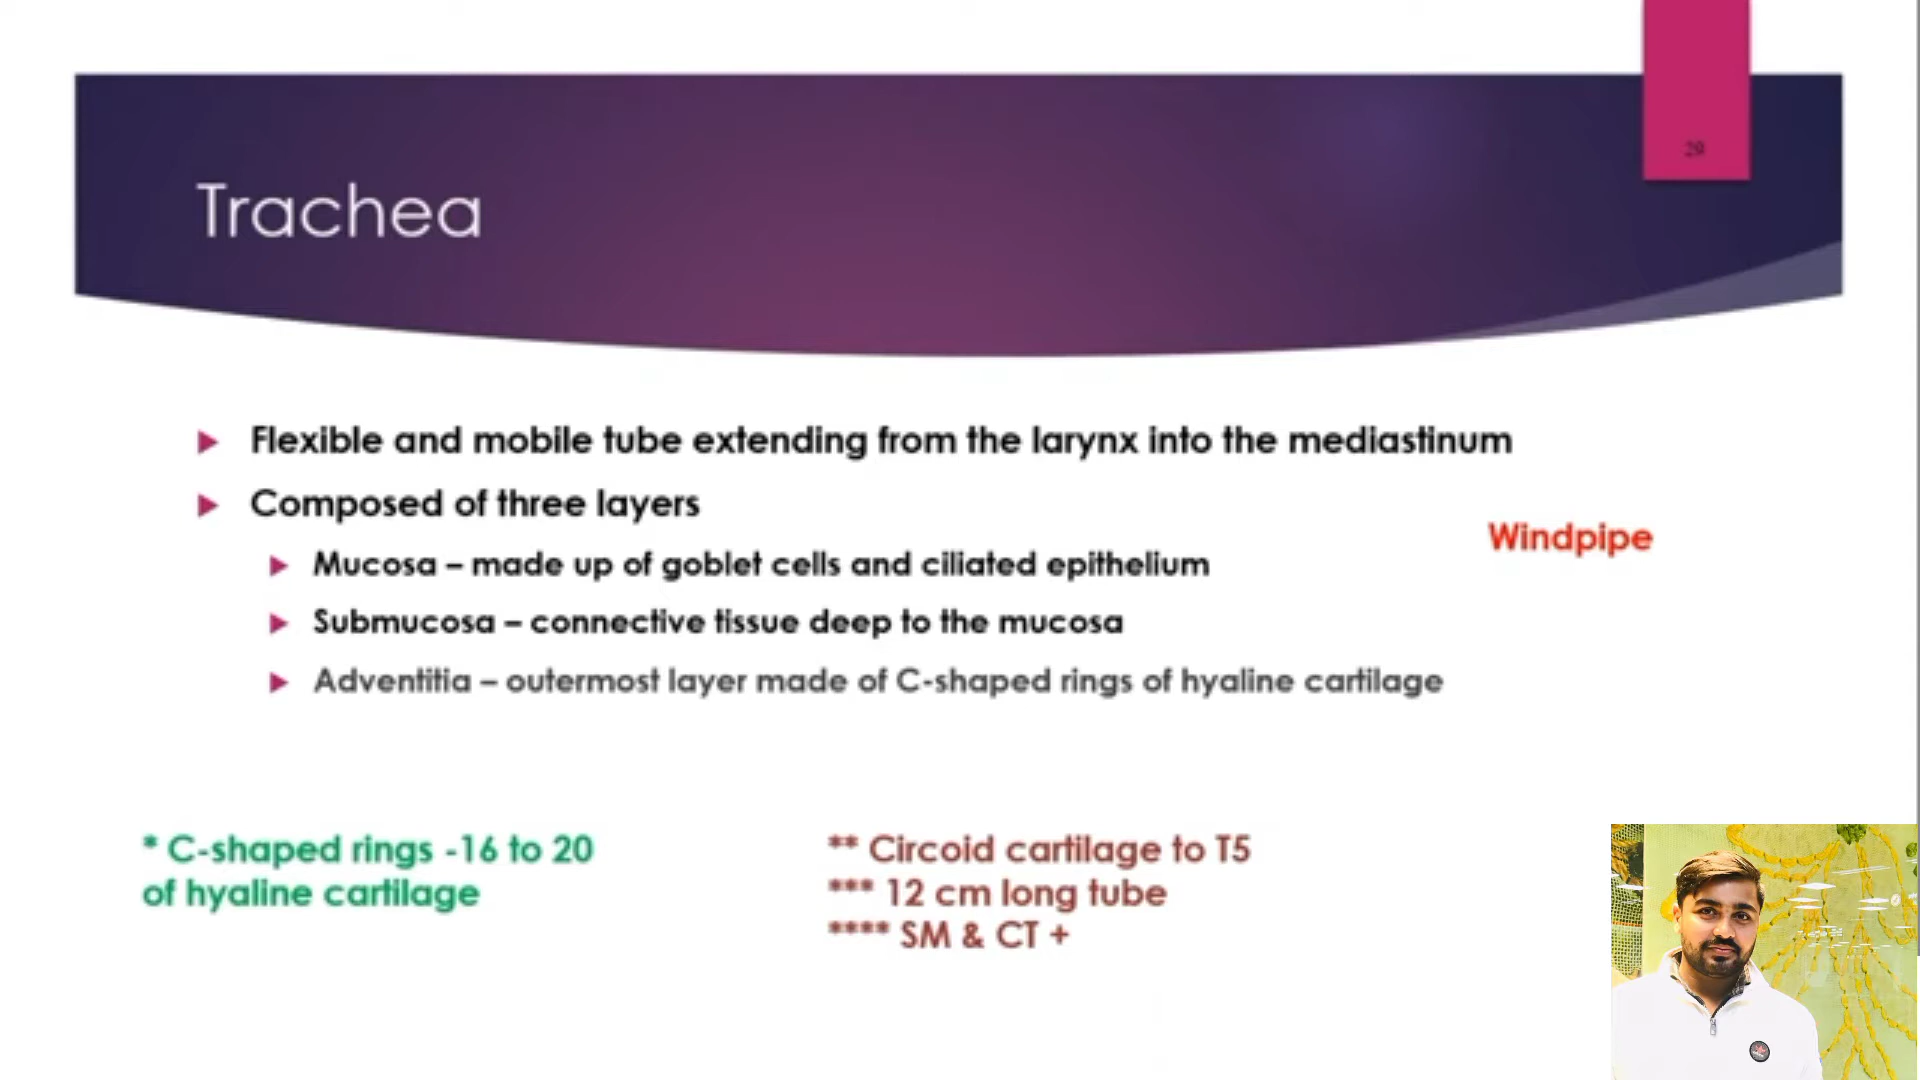 29
Trachea
Flexible and mobile tube extending from the larynx into the mediastinum
Composed of three layers
Windpipe
Mucosa – made up of goblet cells and ciliated epithelium
Submucosa – connective tissue deep to the mucosa
Adventitia – outermost layer made of C-shaped rings of hyaline cartilage
* C-shaped rings -16 to 20
of hyaline cartilage
** Circoid cartilage to T5
*** 12 cm long tube
**** SM & CT +